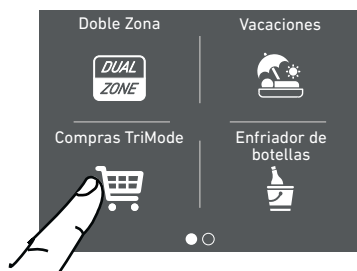 Doble Zona
Vacaciones
DUAL
ZONE
Compras TriMode
Enfriador de
botellas